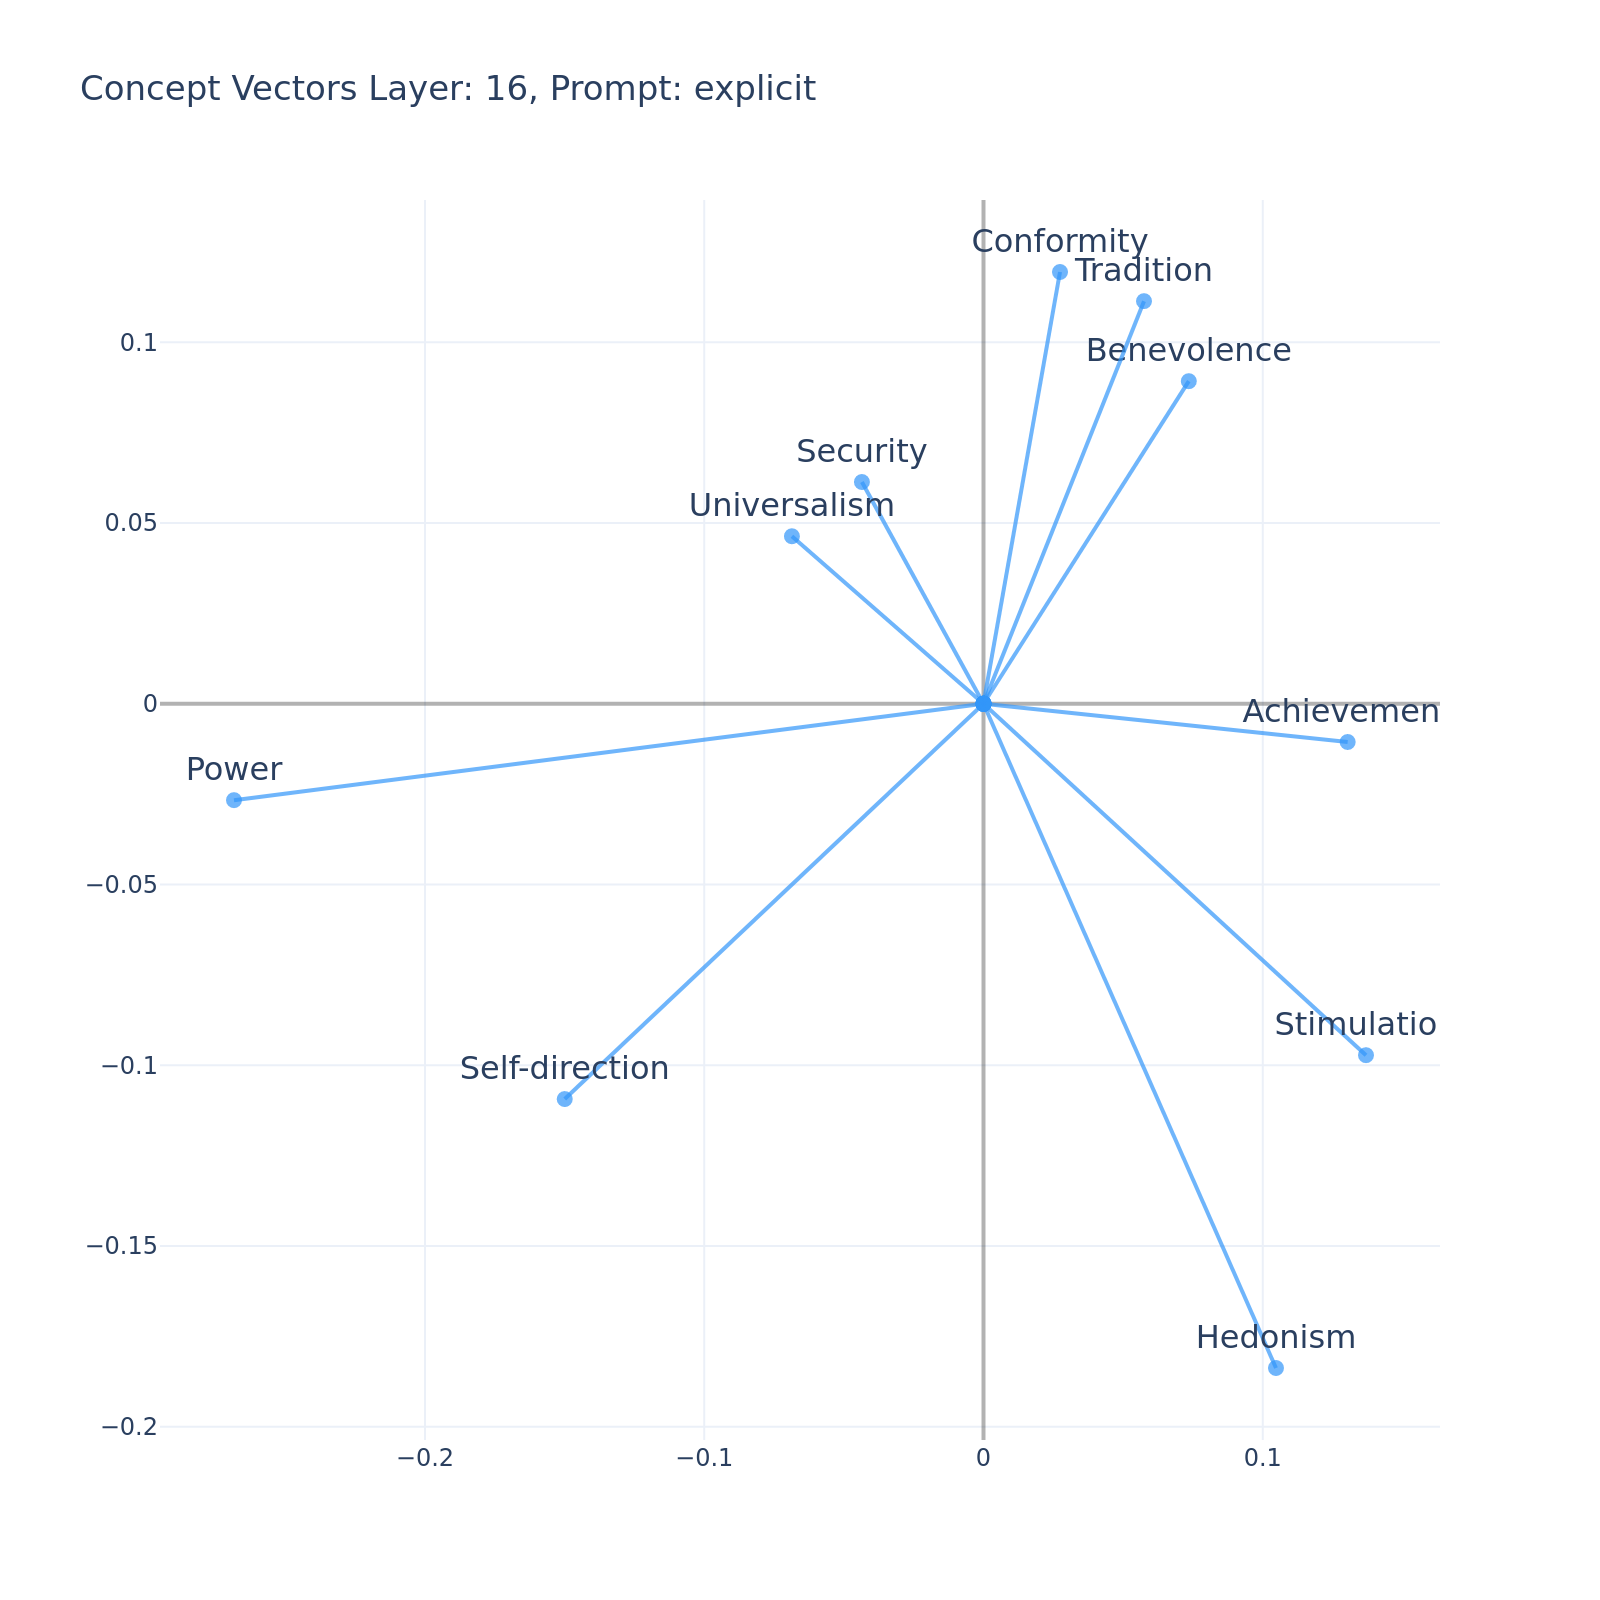 Concept Vectors Layer: 16, Prompt: explicit
Conformity
Tradition
0.1
Benevolence
Security
Universalism
0.05
0
Achievemen
Power
−0.05
Stimulatio
Self-direction
−0.1
−0.15
Hedonism
−0.2
−0.2 −0.1 0 0.1